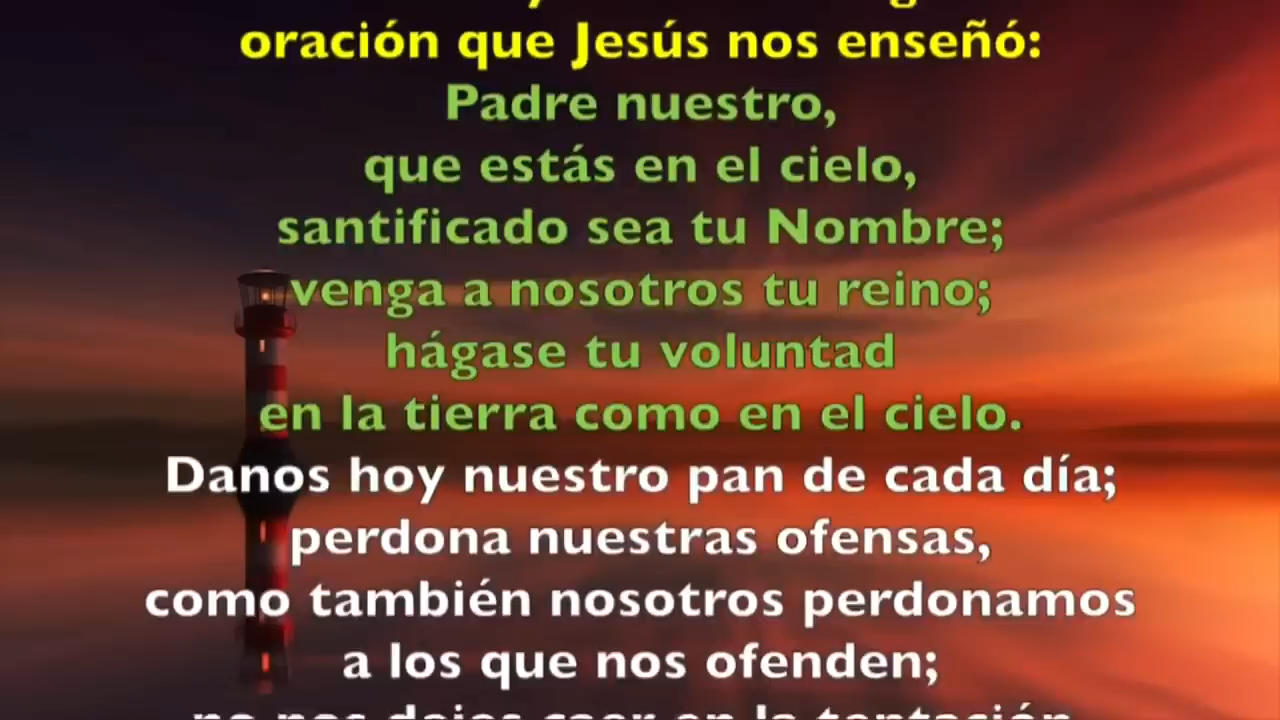 oración que Jesús nos enseñó:
Padre nuestro,
que estás en el cielo,
santificado sea tu Nombre;
venga a nosotros tu reino;
hágase tu voluntad
en la tierra como en el cielo.
Danos hoy nuestro pan de cada día;
perdona nuestras ofensas,
como también nosotros perdonamos
a los que nos ofenden;
no nos dejes caer en la tentación